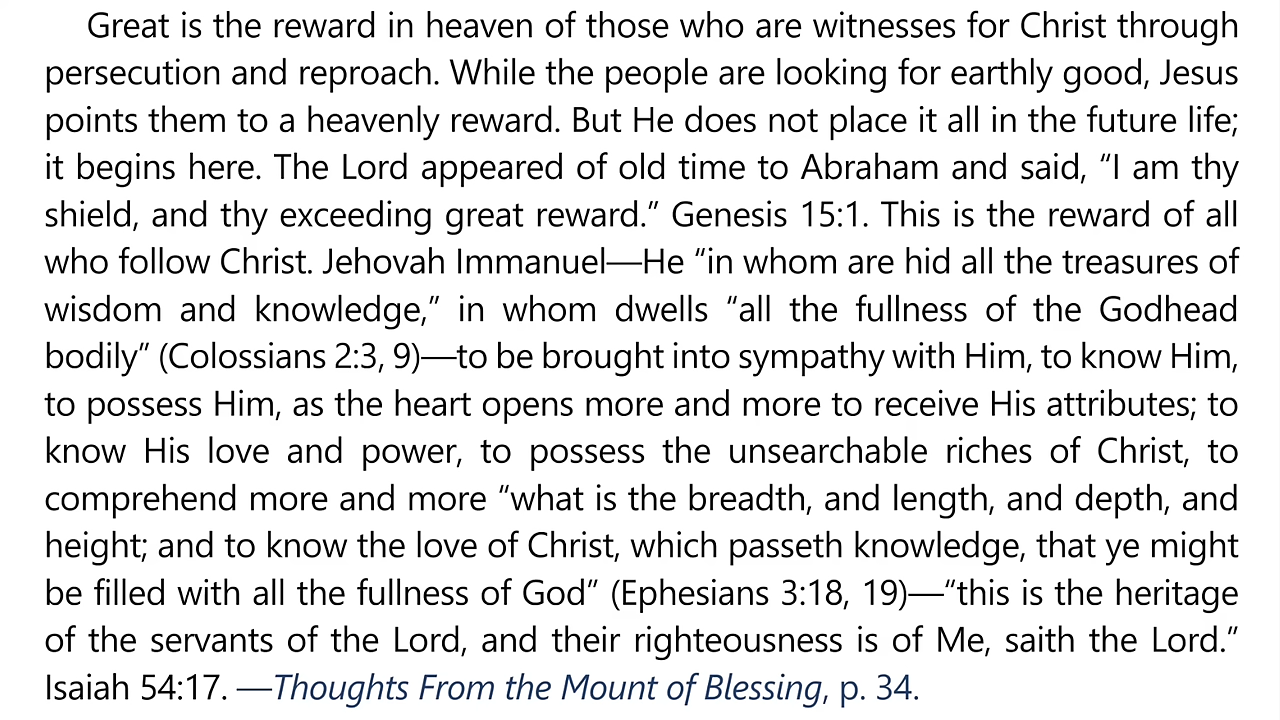 Great is the reward in heaven of those who are witnesses for Christ through
persecution and reproach. While the people are looking for earthly good, Jesus
points them to a heavenly reward. But He does not place it all in the future life;
it begins here. The Lord appeared of old time to Abraham and said, “I am thy
shield, and thy exceeding great reward.” Genesis 15:1. This is the reward of all
who follow Christ. Jehovah Immanuel—He “in whom are hid all the treasures of
wisdom and knowledge,” in whom dwells “all the fullness of the Godhead
bodily” (Colossians 2:3, 9)—to be brought into sympathy with Him, to know Him,
to possess Him, as the heart opens more and more to receive His attributes; to
know His love and power, to possess the unsearchable riches of Christ, to
comprehend more and more “what is the breadth, and length, and depth, and
height; and to know the love of Christ, which passeth knowledge, that ye might
be filled with all the fullness of God” (Ephesians 3:18, 19)—“this is the heritage
of the servants of the Lord, and their righteousness is of Me, saith the Lord.”
Isaiah 54:17. —Thoughts From the Mount of Blessing, p. 34.